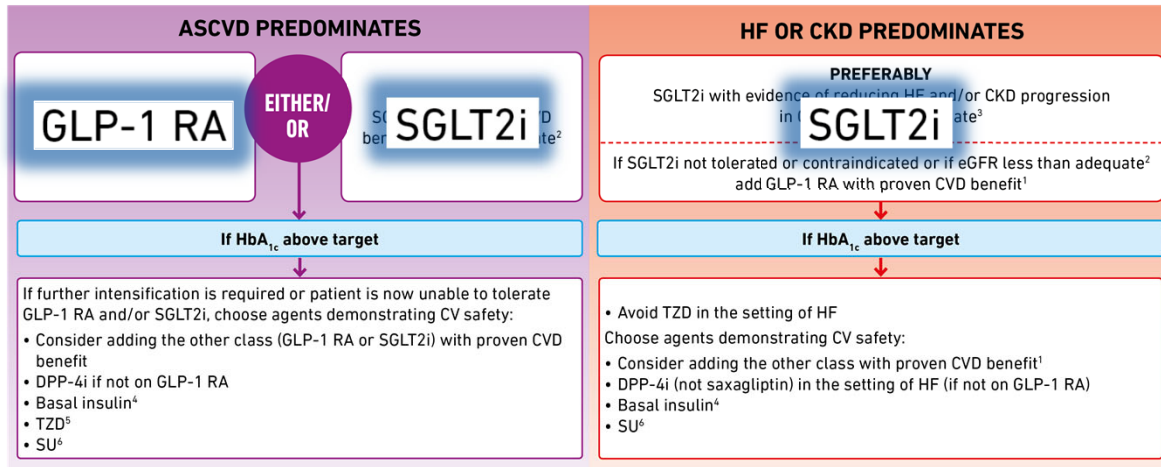 ASCVD PREDOMINATES
GLP-1 RA
EITHER/
OR
SGLT2i
HF OR CKD PREDOMINATES
PREFERABLY
SGLT2i with evidence of reducing HF and/or CKD progression
in
SGLT2i
If SGLT2i not tolerated or contraindicated or if eGFR less than adequate²
add GLP-1 RA with proven CVD benefit¹
If HbA1c above target
If further intensification is required or patient is now unable to tolerate
GLP-1 RA and/or SGLT2i, choose agents demonstrating CV safety:
• Consider adding the other class (GLP-1 RA or SGLT2i) with proven CVD
benefit
• DPP-4i if not on GLP-1 RA
• Basal insulin⁴
• TZD⁵
• SU⁶
If HbA1c above target
• Avoid TZD in the setting of HF
Choose agents demonstrating CV safety:
• Consider adding the other class with proven CVD benefit¹
• DPP-4i (not saxagliptin) in the setting of HF (if not on GLP-1 RA)
• Basal insulin⁴
• SU⁶